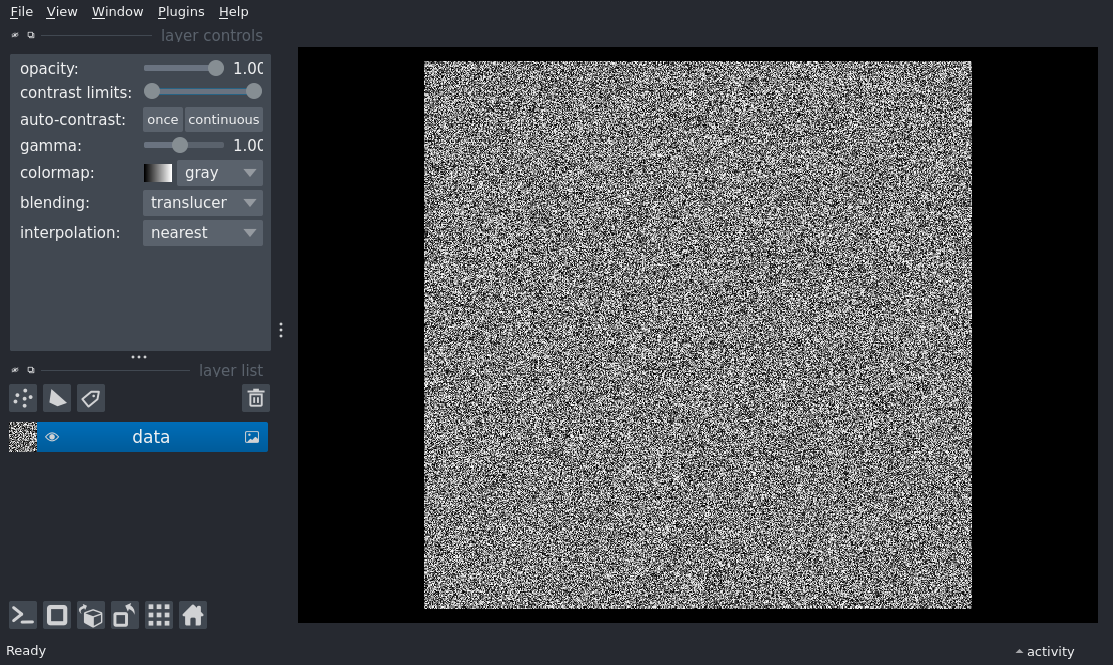 File View Window Plugins Help
layer controls
opacity: 1.00
contrast limits:
auto-contrast: once continuous
gamma: 1.00
colormap: gray
blending: translucer
interpolation: nearest
layer list
data
Ready
activity